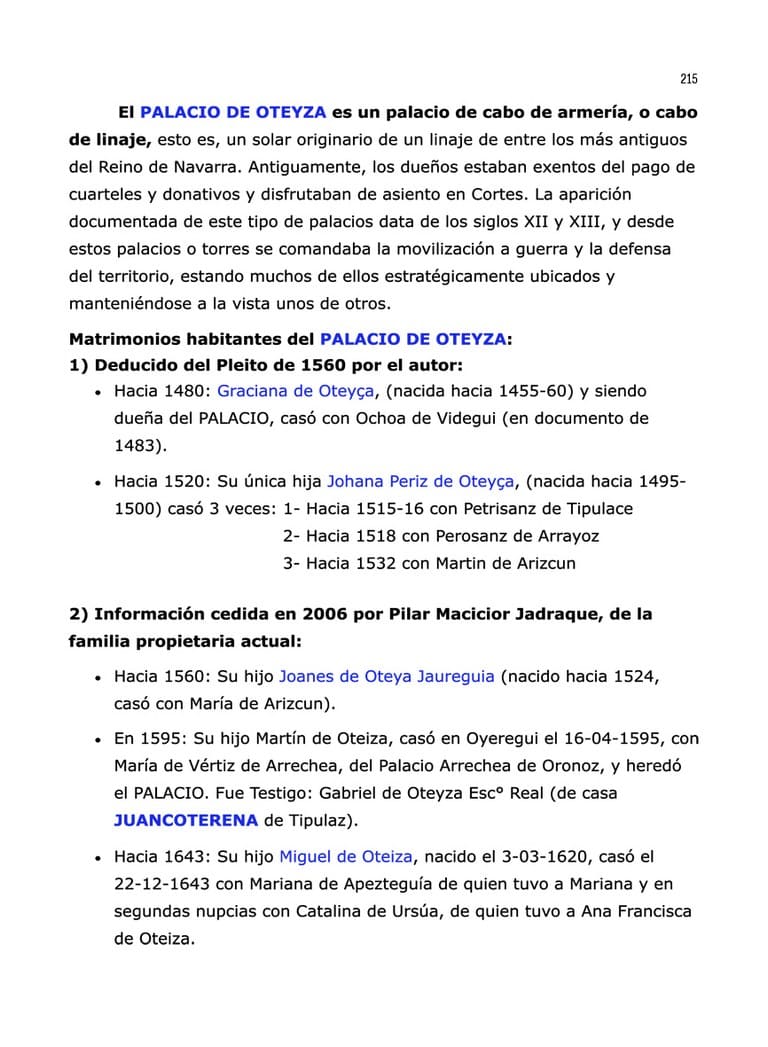 215
El PALACIO DE OTEYZA es un palacio de cabo de armería, o cabo
de linaje, esto es, un solar originario de un linaje de entre los más antiguos
del Reino de Navarra. Antiguamente, los dueños estaban exentos del pago de
cuarteles y donativos y disfrutaban de asiento en Cortes. La aparición
documentada de este tipo de palacios data de los siglos XII y XIII, y desde
estos palacios o torres se comandaba la movilización a guerra y la defensa
del territorio, estando muchos de ellos estratégicamente ubicados y
manteniéndose a la vista unos de otros.
Matrimonios habitantes del PALACIO DE OTEYZA:
1) Deducido del Pleito de 1560 por el autor:
• Hacia 1480: Graciana de Oteyça, (nacida hacia 1455-60) y siendo
dueña del PALACIO, casó con Ochoa de Videgui (en documento de
1483).
• Hacia 1520: Su única hija Johana Periz de Oteyça, (nacida hacia 1495-
1500) casó 3 veces: 1- Hacia 1515-16 con Petrisanz de Tipulace
2- Hacia 1518 con Perosanz de Arrayoz
3- Hacia 1532 con Martin de Arizcun
2) Información cedida en 2006 por Pilar Macicior Jadraque, de la
familia propietaria actual:
• Hacia 1560: Su hijo Joanes de Oteya Jaureguia (nacido hacia 1524,
casó con María de Arizcun).
• En 1595: Su hijo Martín de Oteiza, casó en Oyeregui el 16-04-1595, con
María de Vértiz de Arrechea, del Palacio Arrechea de Oronoz, y heredó
el PALACIO. Fue Testigo: Gabriel de Oteyza Escº Real (de casa
JUANCOTERENA de Tipulaz).
• Hacia 1643: Su hijo Miguel de Oteiza, nacido el 3-03-1620, casó el
22-12-1643 con Mariana de Apezteguía de quien tuvo a Mariana y en
segundas nupcias con Catalina de Ursúa, de quien tuvo a Ana Francisca
de Oteiza.